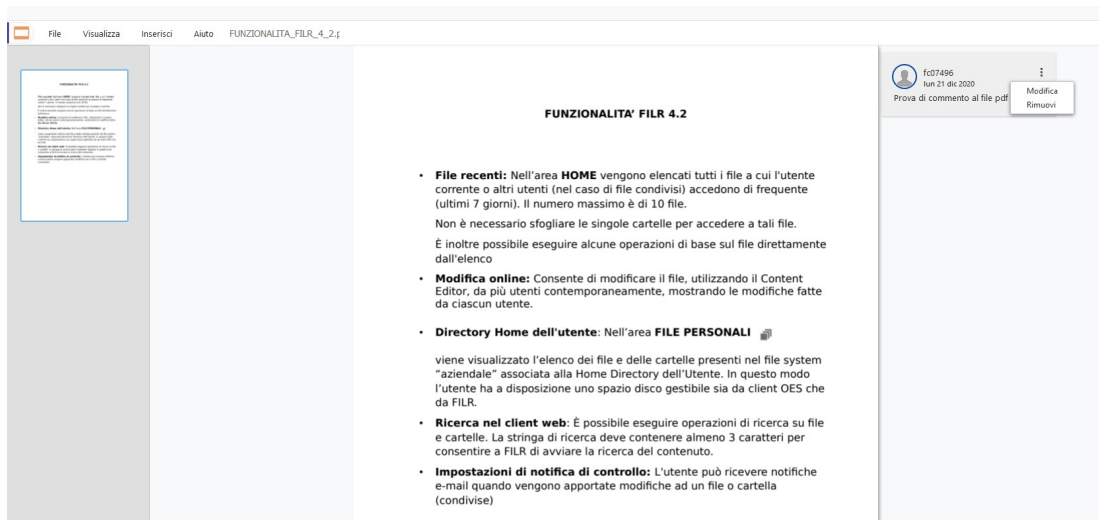 File Visualizza Inserisci Aiuto FUNZIONALITA_FILR_4_2.p
fc07496
lun 21 dic 2020
Prova di commento al file pdf
Modifica
Rimuovi
FUNZIONALITA’ FILR 4.2
• File recenti: Nell’area HOME vengono elencati tutti i file a cui l'utente
corrente o altri utenti (nel caso di file condivisi) accedono di frequente
(ultimi 7 giorni). Il numero massimo è di 10 file.
Non è necessario sfogliare le singole cartelle per accedere a tali file.
È inoltre possibile eseguire alcune operazioni di base sul file direttamente
dall'elenco
• Modifica online: Consente di modificare il file, utilizzando il Content
Editor, da più utenti contemporaneamente, mostrando le modifiche fatte
da ciascun utente.
• Directory Home dell'utente: Nell’area FILE PERSONALI
viene visualizzato l’elenco dei file e delle cartelle presenti nel file system
“aziendale” associata alla Home Directory dell’Utente. In questo modo
l’utente ha a disposizione uno spazio disco gestibile sia da client OES che
da FILR.
• Ricerca nel client web: È possibile eseguire operazioni di ricerca su file
e cartelle. La stringa di ricerca deve contenere almeno 3 caratteri per
consentire a FILR di avviare la ricerca del contenuto.
• Impostazioni di notifica di controllo: L'utente può ricevere notifiche
e-mail quando vengono apportate modifiche ad un file o cartella
(condivise)